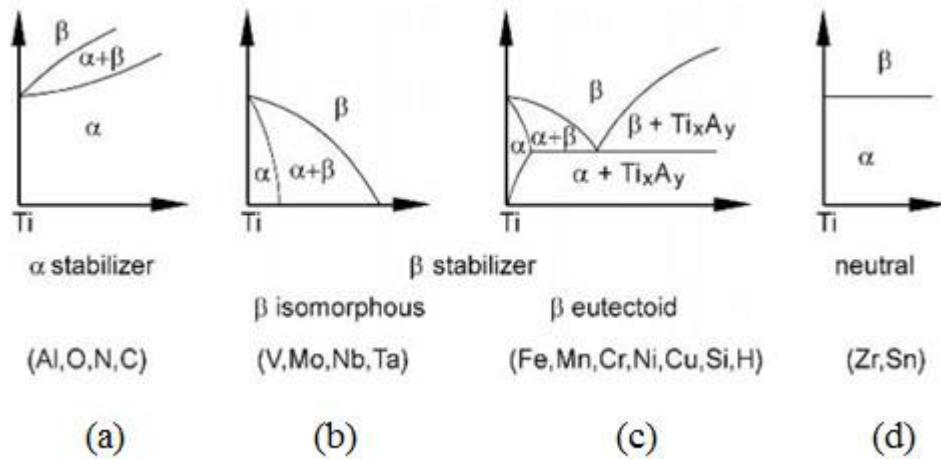 β
α+β
α
Ti
α stabilizer
(Al,O,N,C)
(a)
β
α
α+β
Ti
β stabilizer
β isomorphous
(V,Mo,Nb,Ta)
(b)
β
α
α+β
β + TixAy
α + TixAy
Ti
β eutectoid
(Fe,Mn,Cr,Ni,Cu,Si,H)
(c)
β
α
Ti
neutral
(Zr,Sn)
(d)